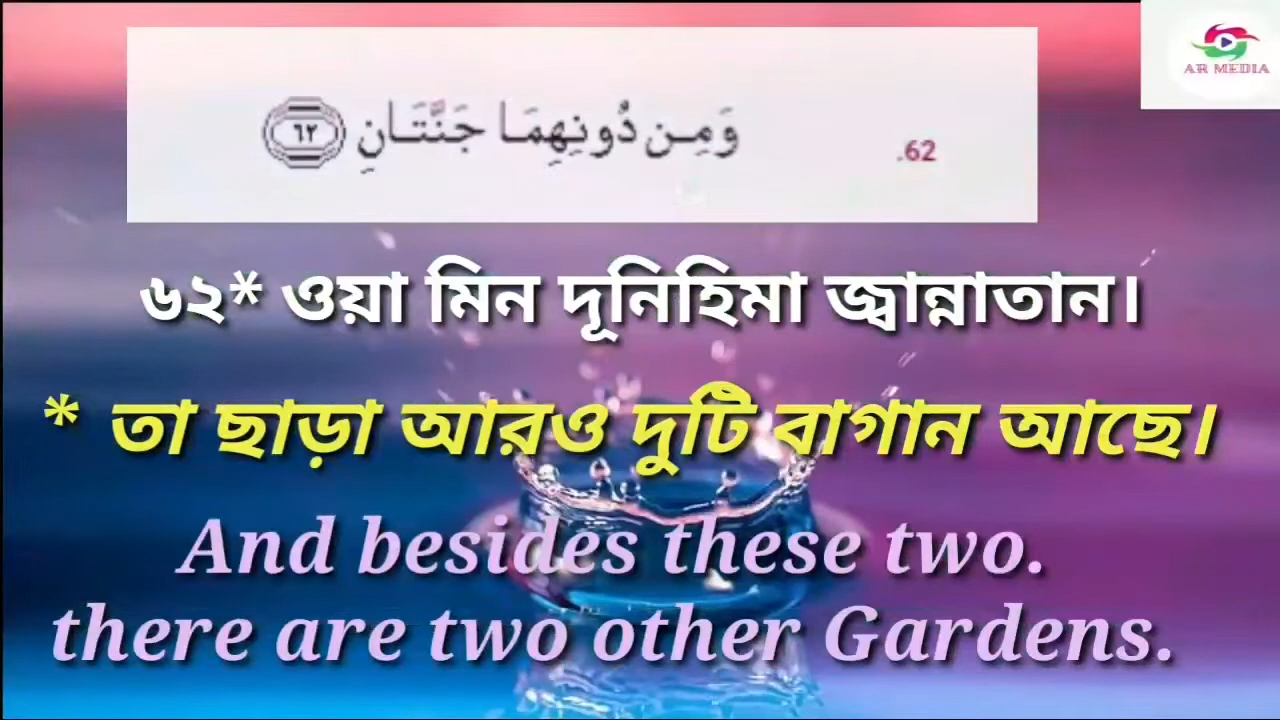 AR MEDIA
وَمِن دُونِهِمَا جَنَّتَانِ ٦٢
.62
৬২* ওয়া মিন দূনিহিমা জ্বান্নাতান।
* তা ছাড়া আরও দুটি বাগান আছে।
And besides these two.
there are two other Gardens.